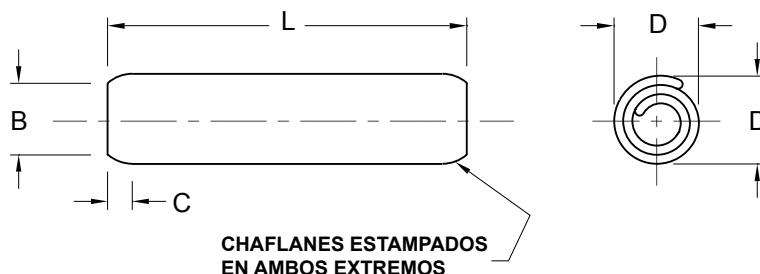 L
D
B
D
C
CHAFLANES ESTAMPADOS
EN AMBOS EXTREMOS